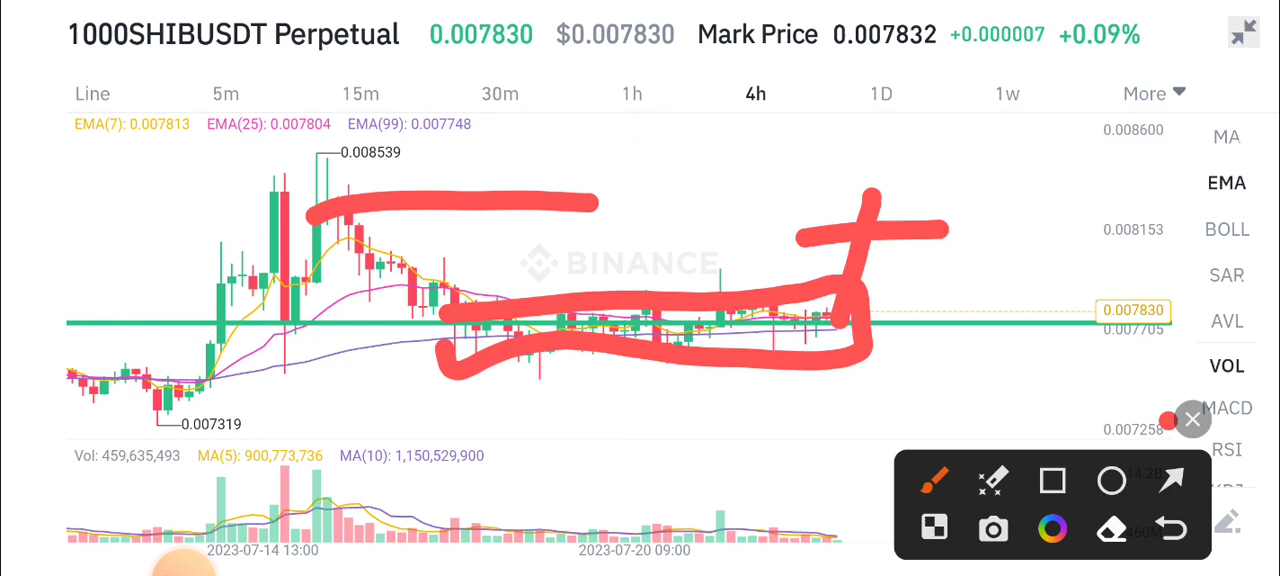 1000SHIBUSDT Perpetual 0.007830 $0.007830 Mark Price 0.007832 +0.000007 +0.09%
Line 5m 15m 30m 1h 4h 1D 1w More
EMA(7): 0.007813 EMA(25): 0.007804 EMA(99): 0.007748
0.008600
MA
0.008539
EMA
0.008153
BOLL
BINANCE
SAR
0.007830
AVL
0.007705
VOL
MACD
0.007319
0.007258
RSI
Vol: 459,635,493 MA(5): 900,773,736 MA(10): 1,150,529,900
2023-07-14 13:00 2023-07-20 09:00